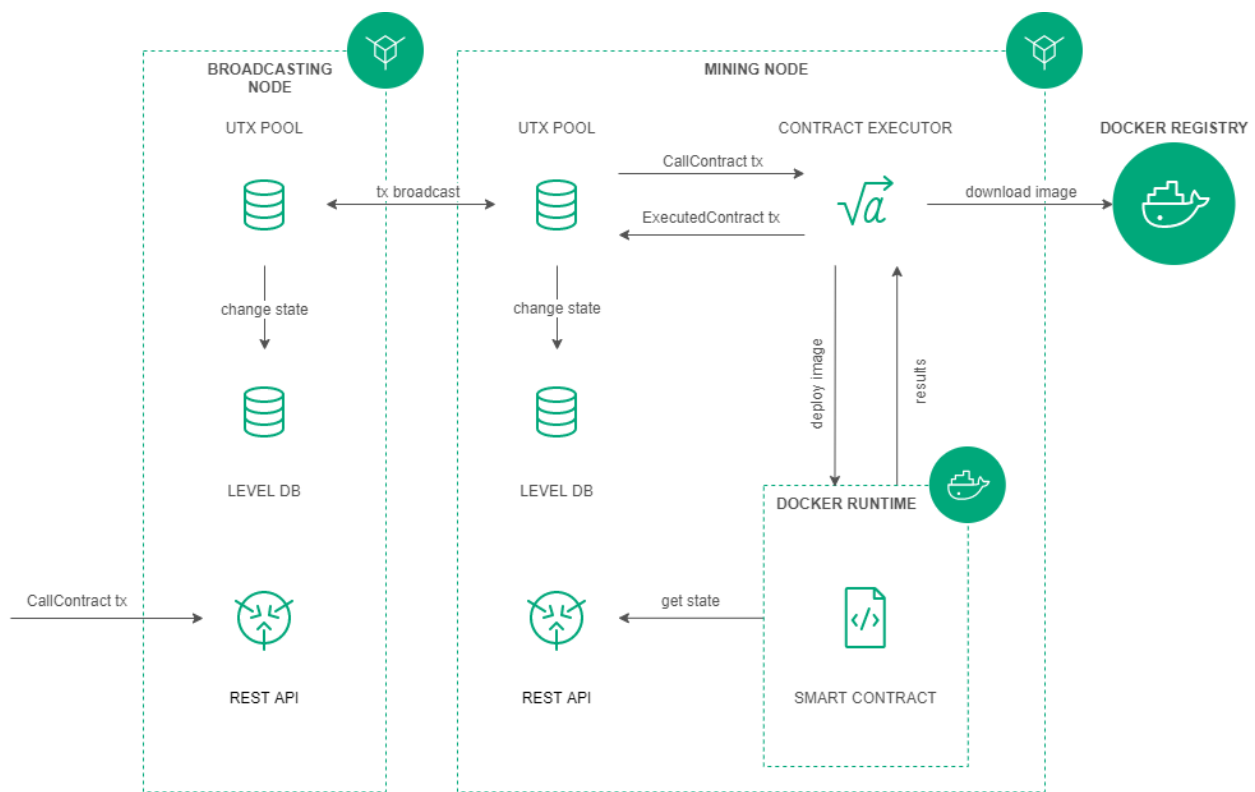 BROADCASTING
NODE
MINING NODE
UTX POOL
UTX POOL
CONTRACT EXECUTOR
DOCKER REGISTRY
CallContract tx
tx broadcast
√a
download image
ExecutedContract tx
change state
change state
deploy image
results
LEVEL DB
LEVEL DB
DOCKER RUNTIME
CallContract tx
get state
</>
REST API
REST API
SMART CONTRACT